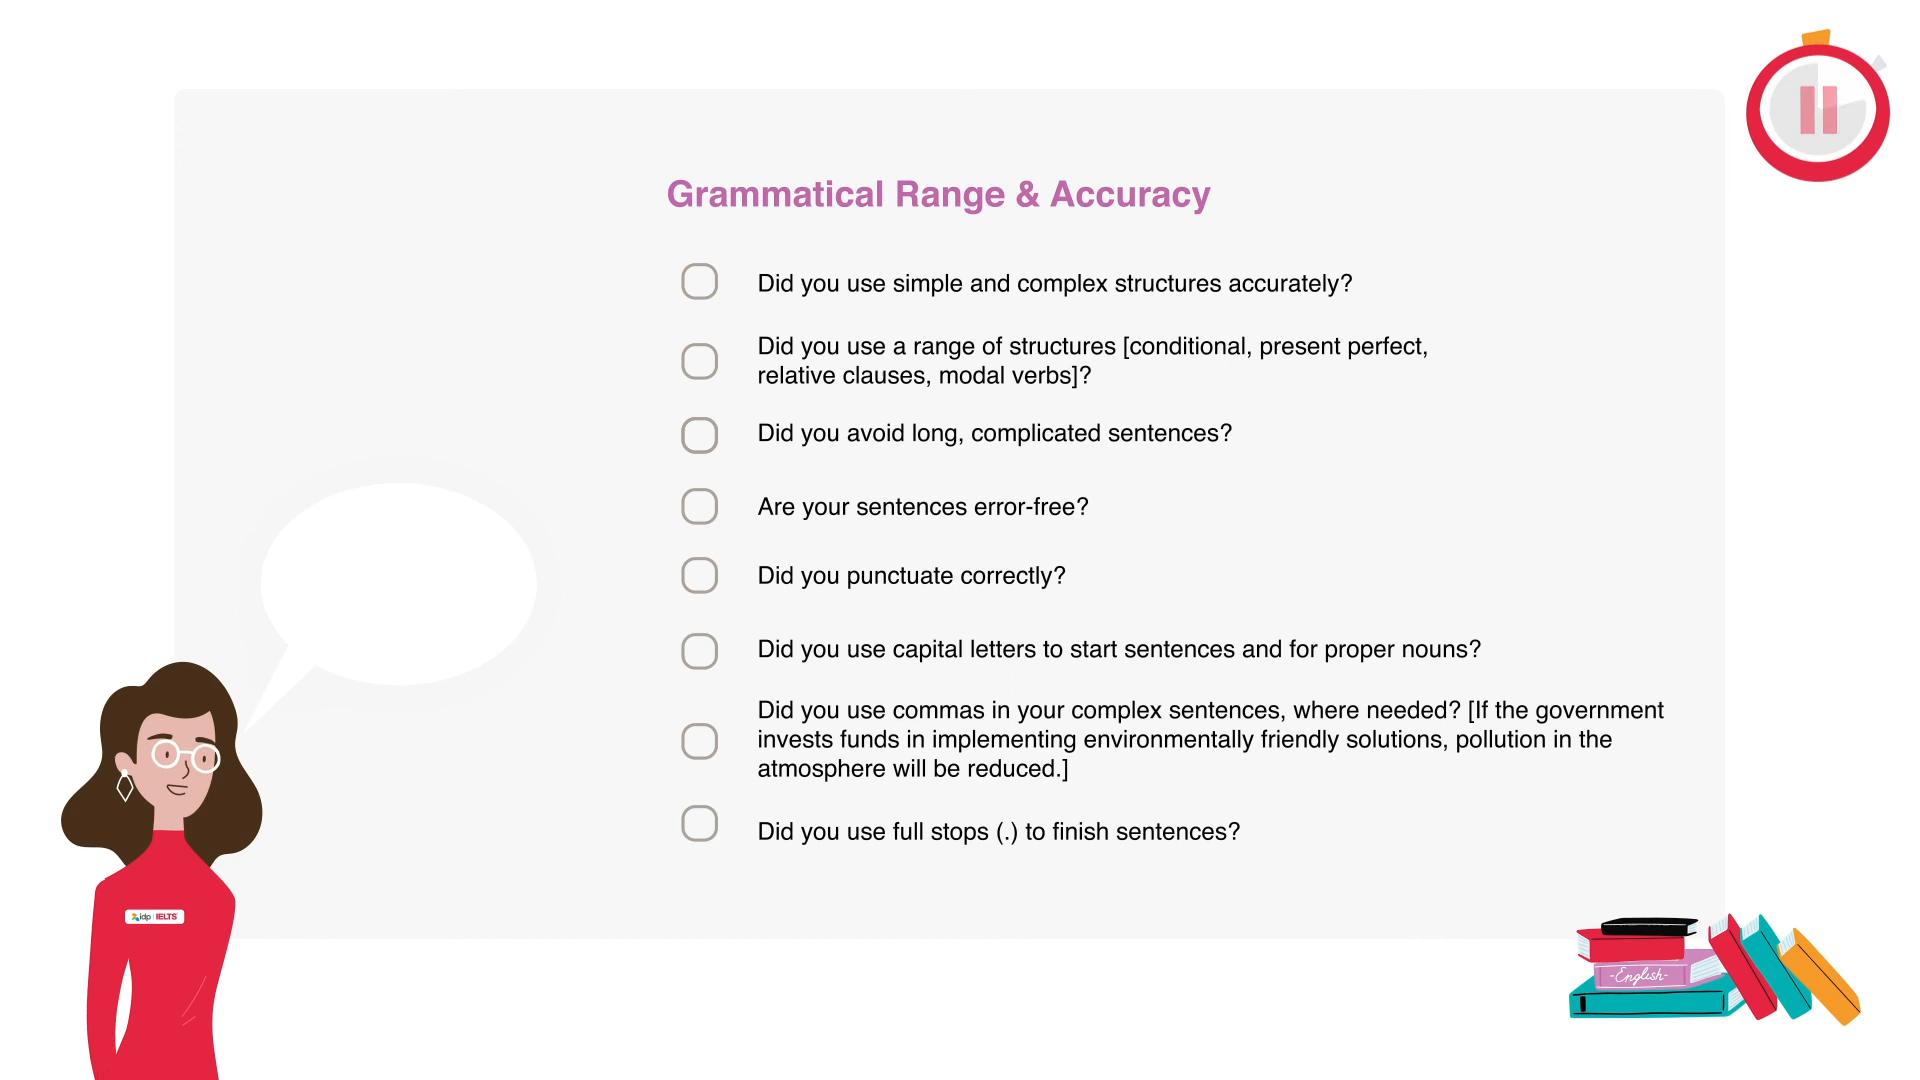 Grammatical Range & Accuracy
Did you use simple and complex structures accurately?
Did you use a range of structures [conditional, present perfect,
relative clauses, modal verbs]?
Did you avoid long, complicated sentences?
Are your sentences error-free?
Did you punctuate correctly?
Did you use capital letters to start sentences and for proper nouns?
Did you use commas in your complex sentences, where needed? [If the government
invests funds in implementing environmentally friendly solutions, pollution in the
atmosphere will be reduced.]
Did you use full stops (.) to finish sentences?
idp IELTS
-English-